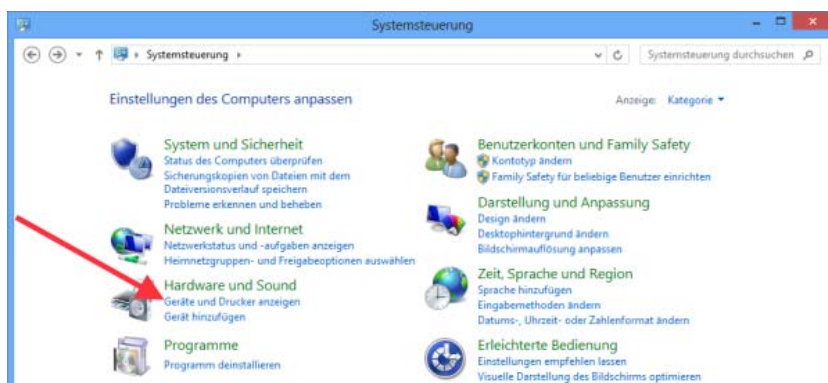 Systemsteuerung
Systemsteuerung
Systemsteuerung durchsuchen
Einstellungen des Computers anpassen
Anzeige: Kategorie
System und Sicherheit
Status des Computers überprüfen
Sicherungskopien von Dateien mit dem
Dateiversionsverlauf speichern
Probleme erkennen und beheben
Netzwerk und Internet
Netzwerkstatus und -aufgaben anzeigen
Heimnetzgruppen- und Freigabeoptionen auswählen
Hardware und Sound
Geräte und Drucker anzeigen
Gerät hinzufügen
Programme
Programm deinstallieren
Benutzerkonten und Family Safety
Kontotyp ändern
Family Safety für beliebige Benutzer einrichten
Darstellung und Anpassung
Design ändern
Desktophintergrund ändern
Bildschirmauflösung anpassen
Zeit, Sprache und Region
Sprache hinzufügen
Eingabemethoden ändern
Datums-, Uhrzeit- oder Zahlenformat ändern
Erleichterte Bedienung
Einstellungen empfehlen lassen
Visuelle Darstellung des Bildschirms optimieren